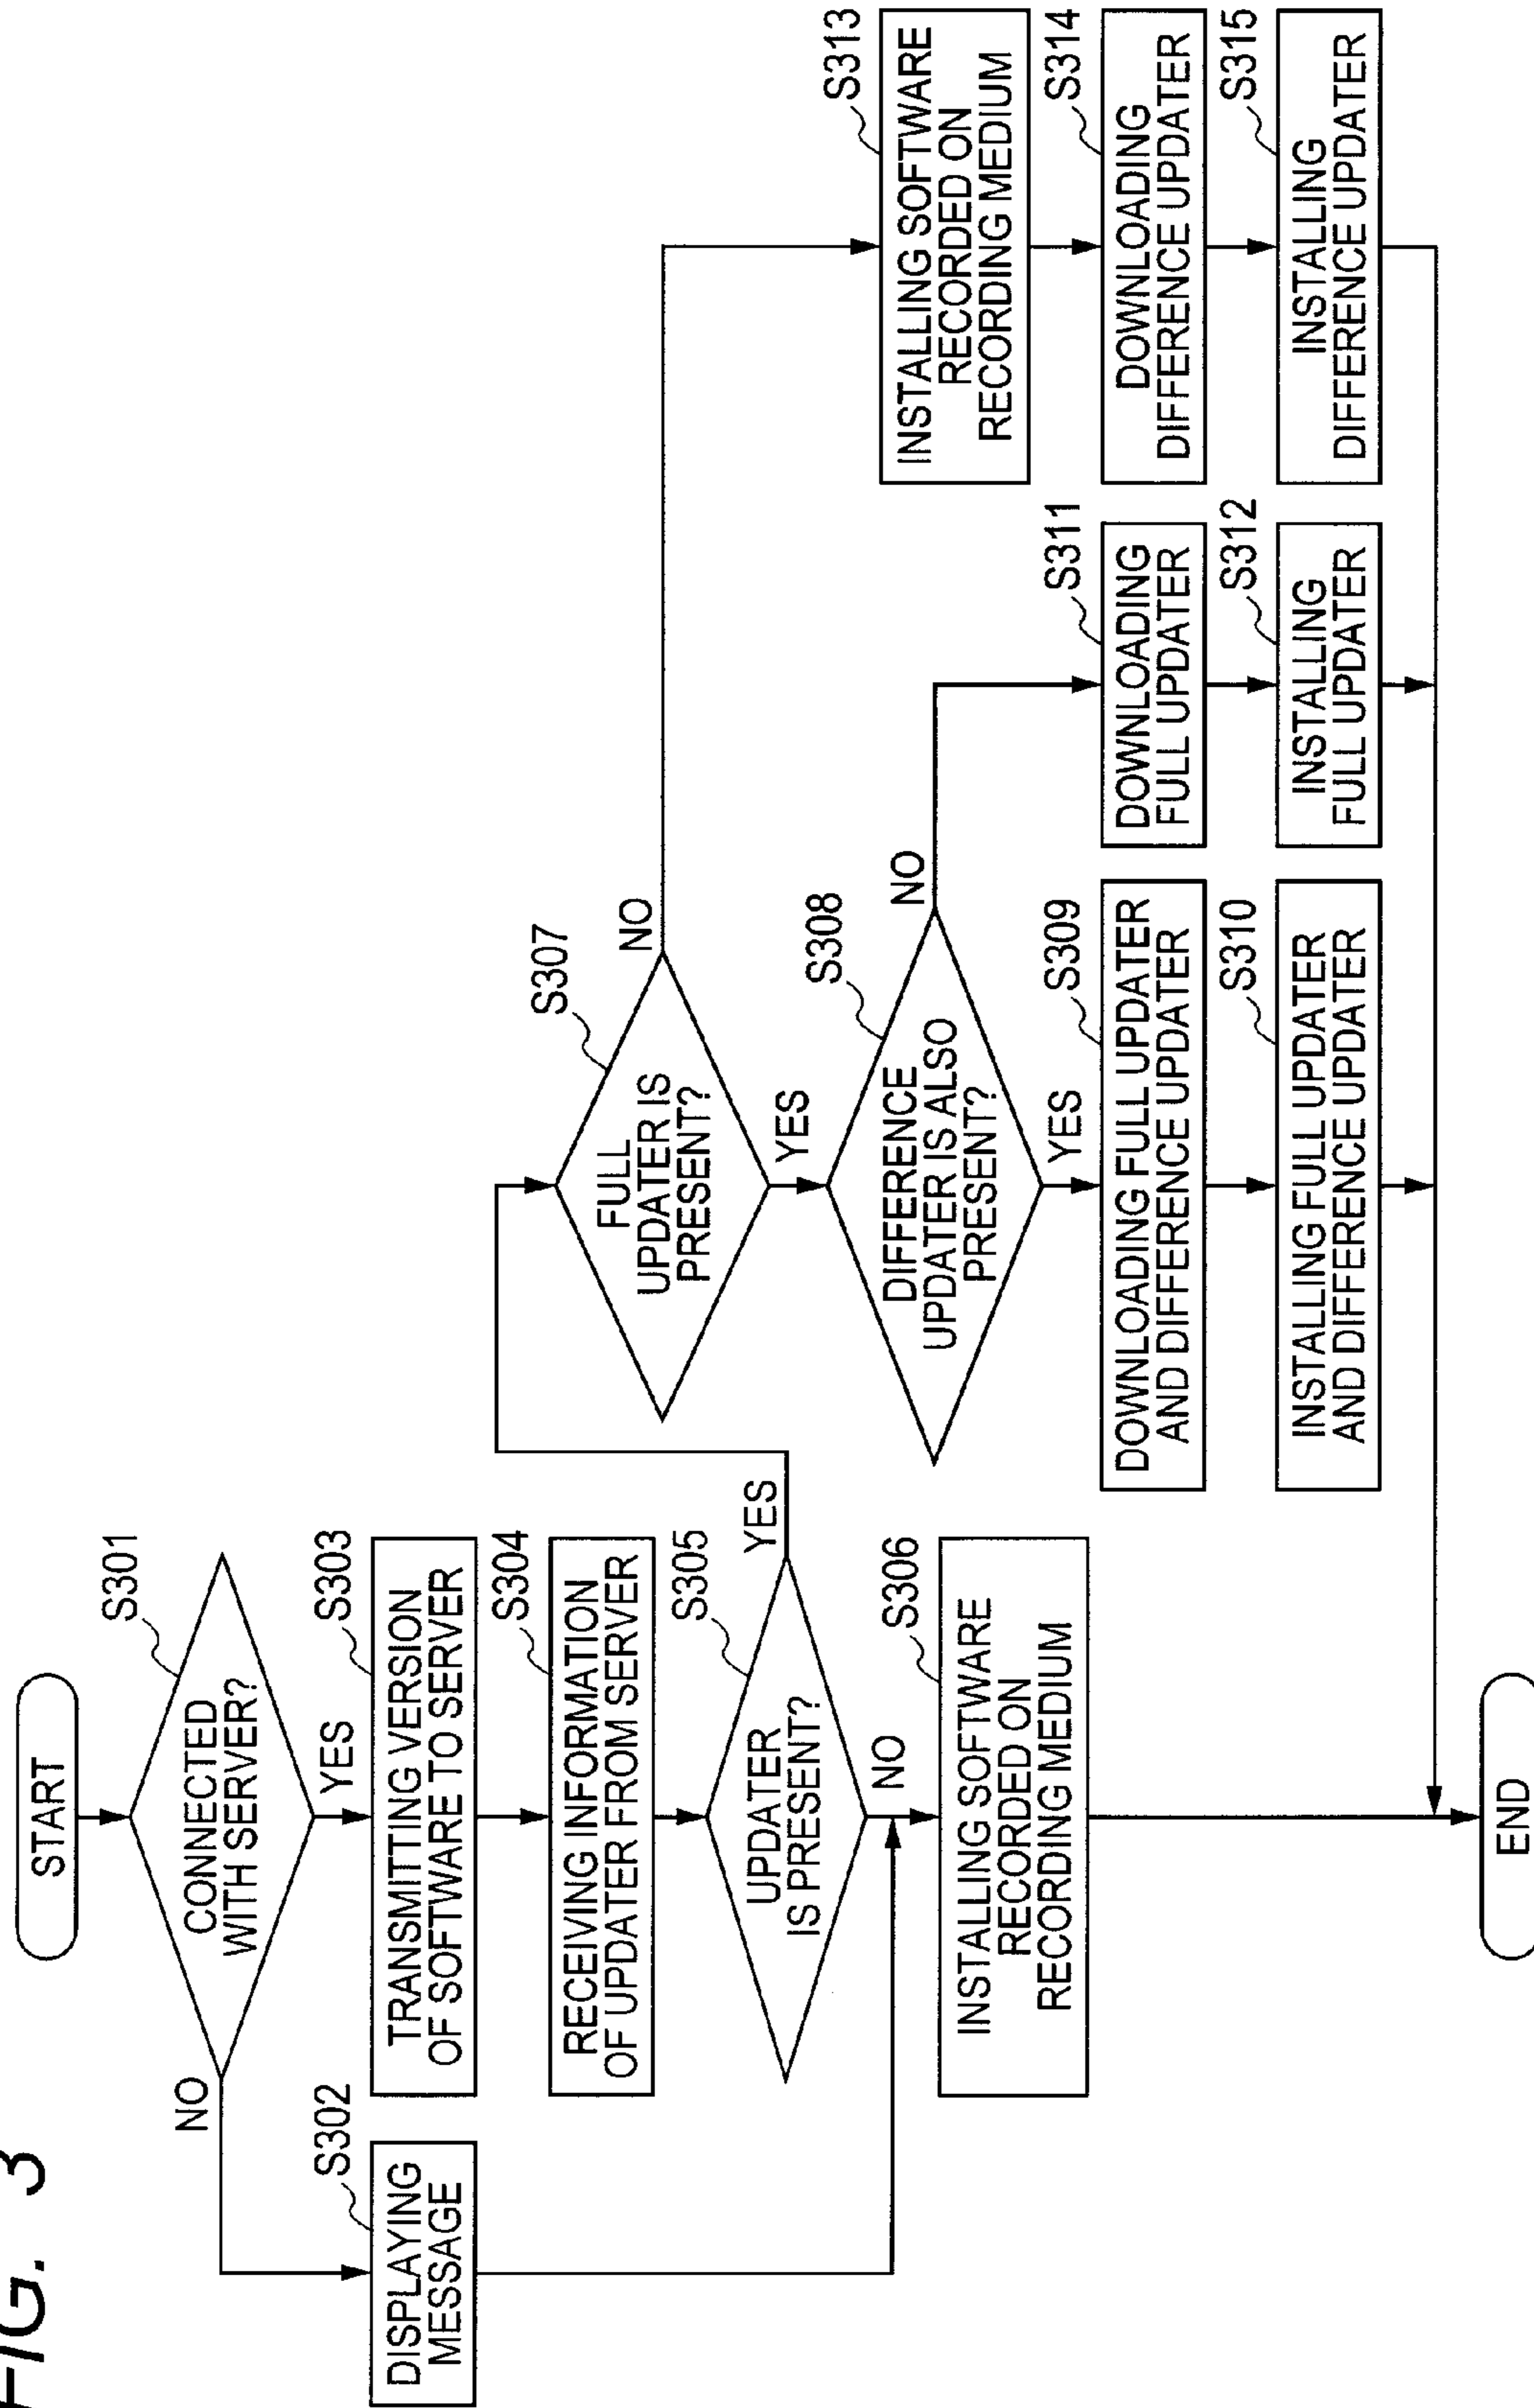 FIG. 3
START
S301
CONNECTED
WITH SERVER?
NO
YES
S302
DISPLAYING
MESSAGE
S303
TRANSMITTING VERSION
OF SOFTWARE TO SERVER
S304
RECEIVING INFORMATION
OF UPDATER FROM SERVER
S305
UPDATER
IS PRESENT?
YES
NO
S306
INSTALLING SOFTWARE
RECORDED ON
RECORDING MEDIUM
S307
FULL
UPDATER IS
PRESENT?
NO
YES
S308
DIFFERENCE
UPDATER IS ALSO
PRESENT?
NO
YES
S309
DOWNLOADING FULL UPDATER
AND DIFFERENCE UPDATER
S310
INSTALLING FULL UPDATER
AND DIFFERENCE UPDATER
S311
DOWNLOADING
FULL UPDATER
S312
INSTALLING
FULL UPDATER
S313
INSTALLING SOFTWARE
RECORDED ON
RECORDING MEDIUM
S314
DOWNLOADING
DIFFERENCE UPDATER
S315
INSTALLING
DIFFERENCE UPDATER
END